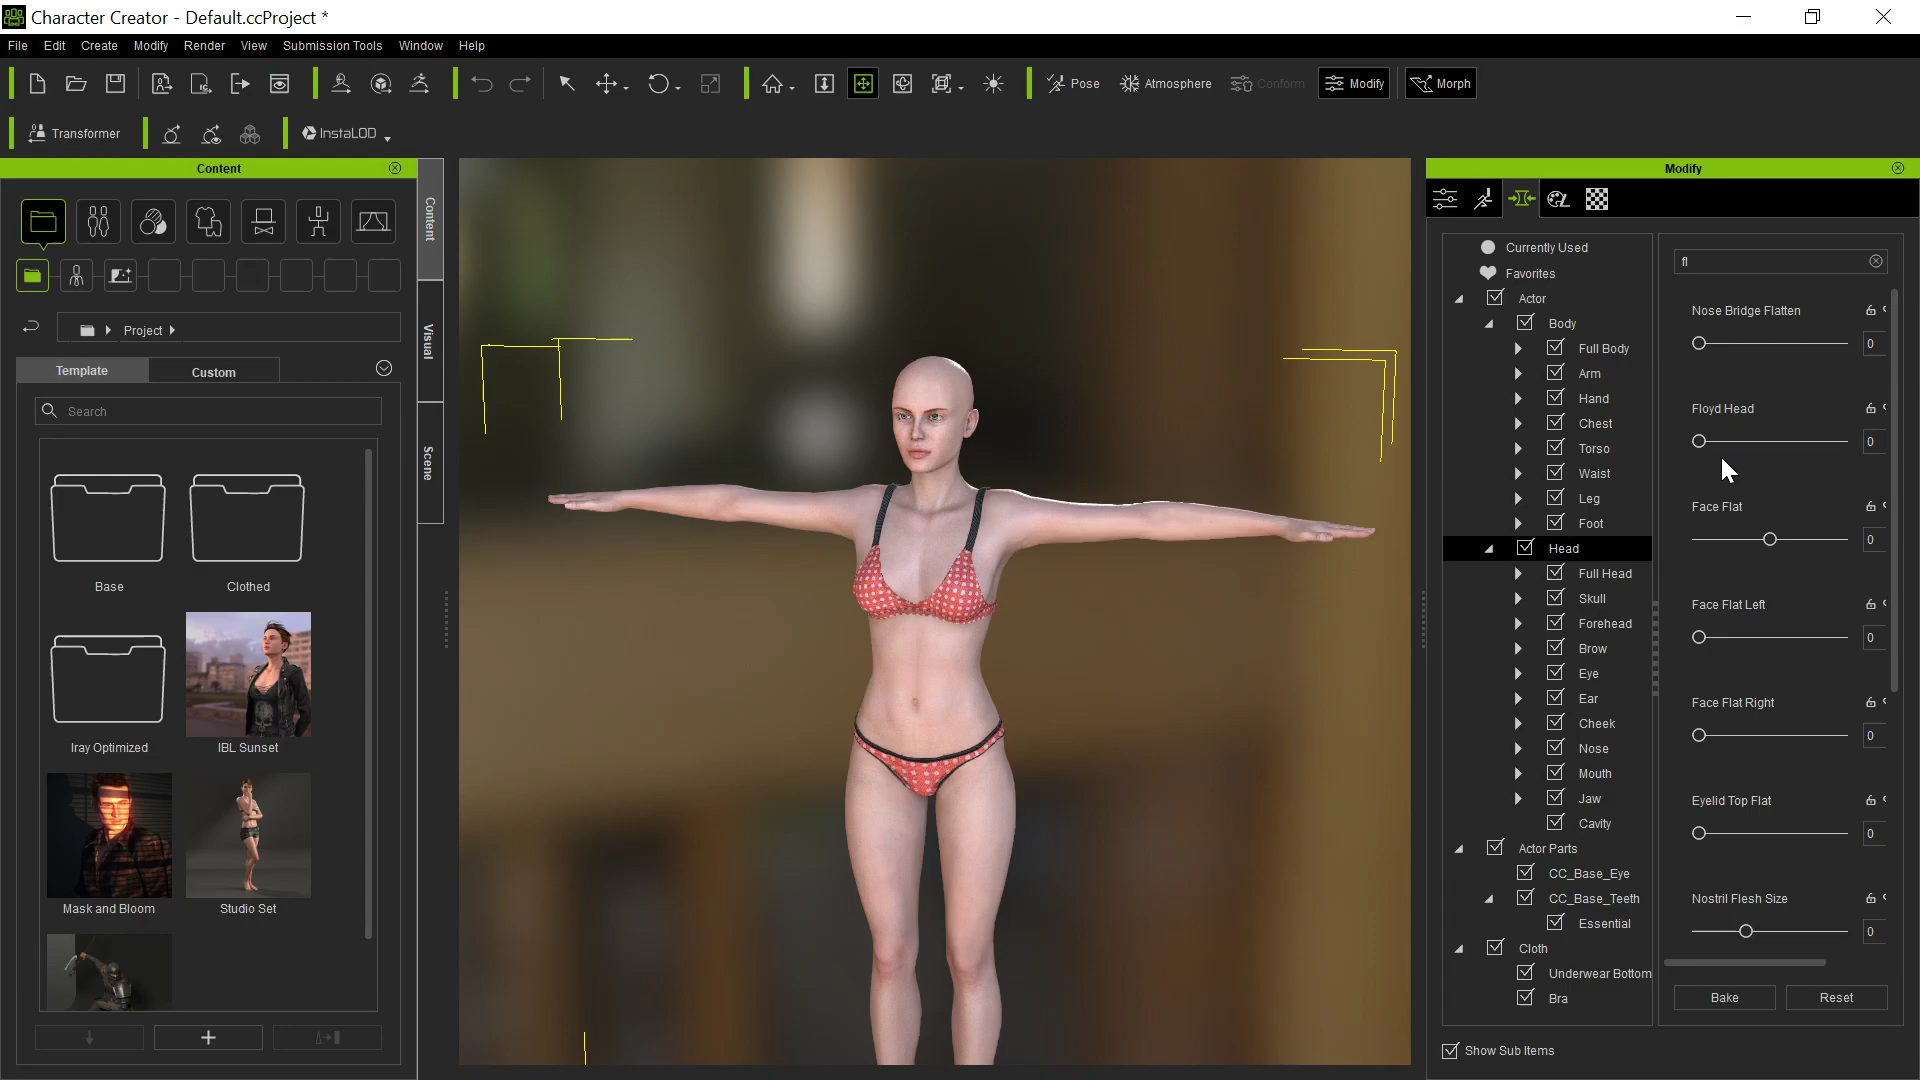 Character Creator - Default.ccProject *
File Edit Create Modify Render View Submission Tools Window Help
Pose Atmosphere Conform Modify Morph
Transformer InstaLOD
Content
Modify
Content
Visual
Scene
Project
Template Custom
Search
Base Clothed
Iray Optimized IBL Sunset
Mask and Bloom Studio Set
Currently Used
Favorites
Actor
Body
Full Body
Arm
Hand
Chest
Torso
Waist
Leg
Foot
Head
Full Head
Skull
Forehead
Brow
Eye
Ear
Cheek
Nose
Mouth
Jaw
Cavity
Actor Parts
CC_Base_Eye
CC_Base_Teeth
Essential
Cloth
Underwear Bottom
Bra
Show Sub Items
fl
Nose Bridge Flatten
0
Floyd Head
0
Face Flat
0
Face Flat Left
0
Face Flat Right
0
Eyelid Top Flat
0
Nostril Flesh Size
0
Bake Reset